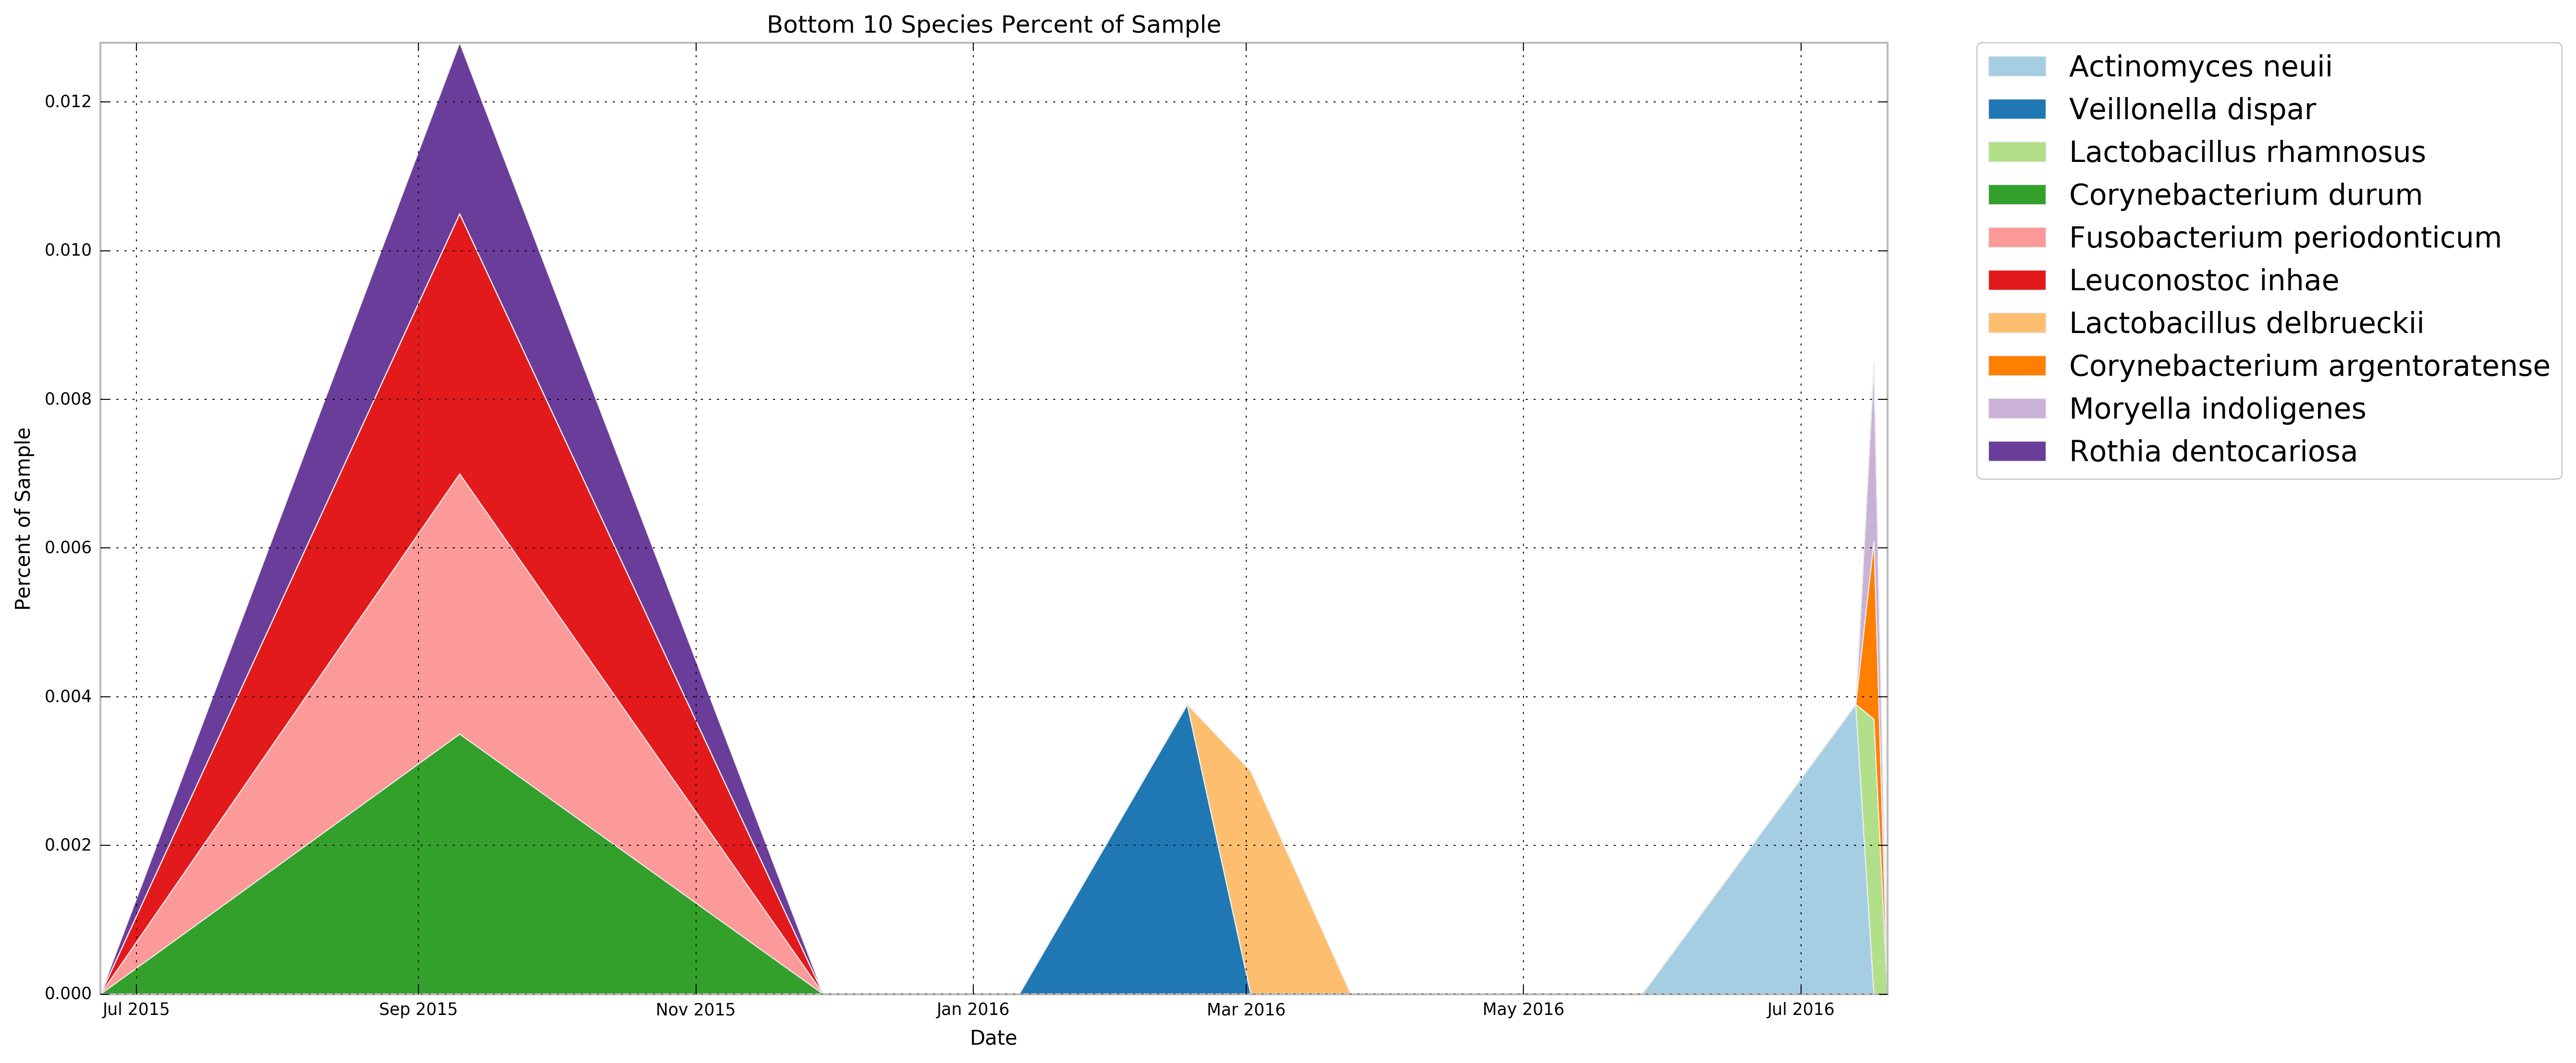 Bottom 10 Species Percent of Sample
Percent of Sample
0.012
0.010
0.008
0.006
0.004
0.002
0.000
Jul 2015
Sep 2015
Nov 2015
Jan 2016
Mar 2016
May 2016
Jul 2016
Date
Actinomyces neuii
Veillonella dispar
Lactobacillus rhamnosus
Corynebacterium durum
Fusobacterium periodonticum
Leuconostoc inhae
Lactobacillus delbrueckii
Corynebacterium argentoratense
Moryella indoligenes
Rothia dentocariosa